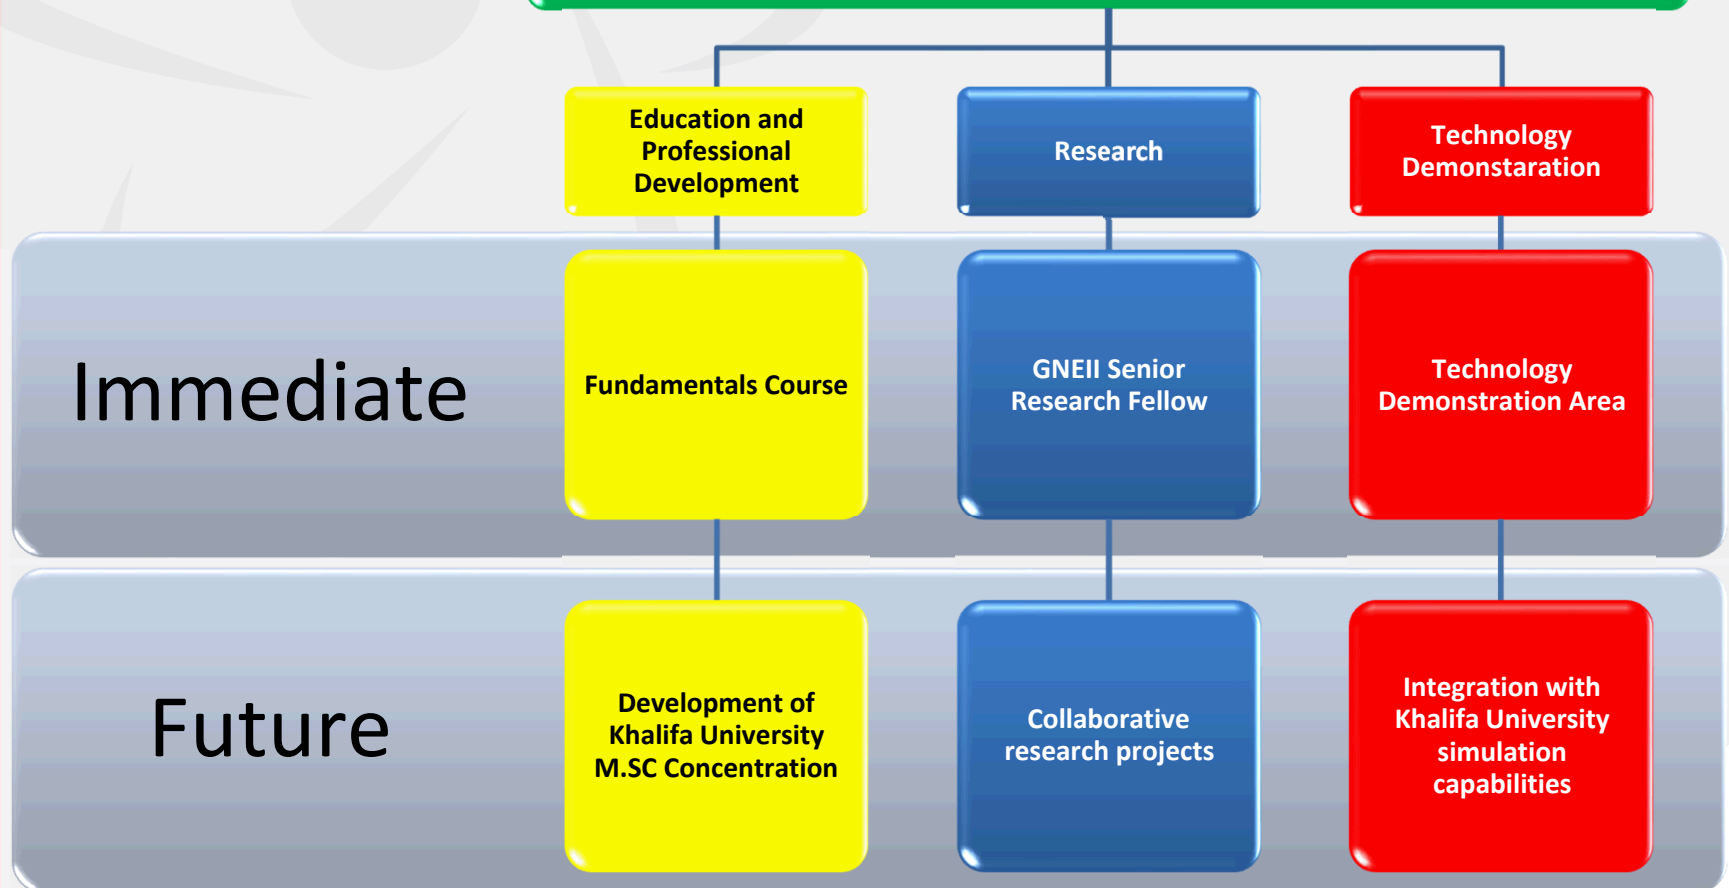 Education and
Professional
Development
Research
Technology
Demonstaration
Immediate
Fundamentals Course
GNEII Senior
Research Fellow
Technology
Demonstration Area
Future
Development of
Khalifa University
M.SC Concentration
Collaborative
research projects
Integration with
Khalifa University
simulation
capabilities